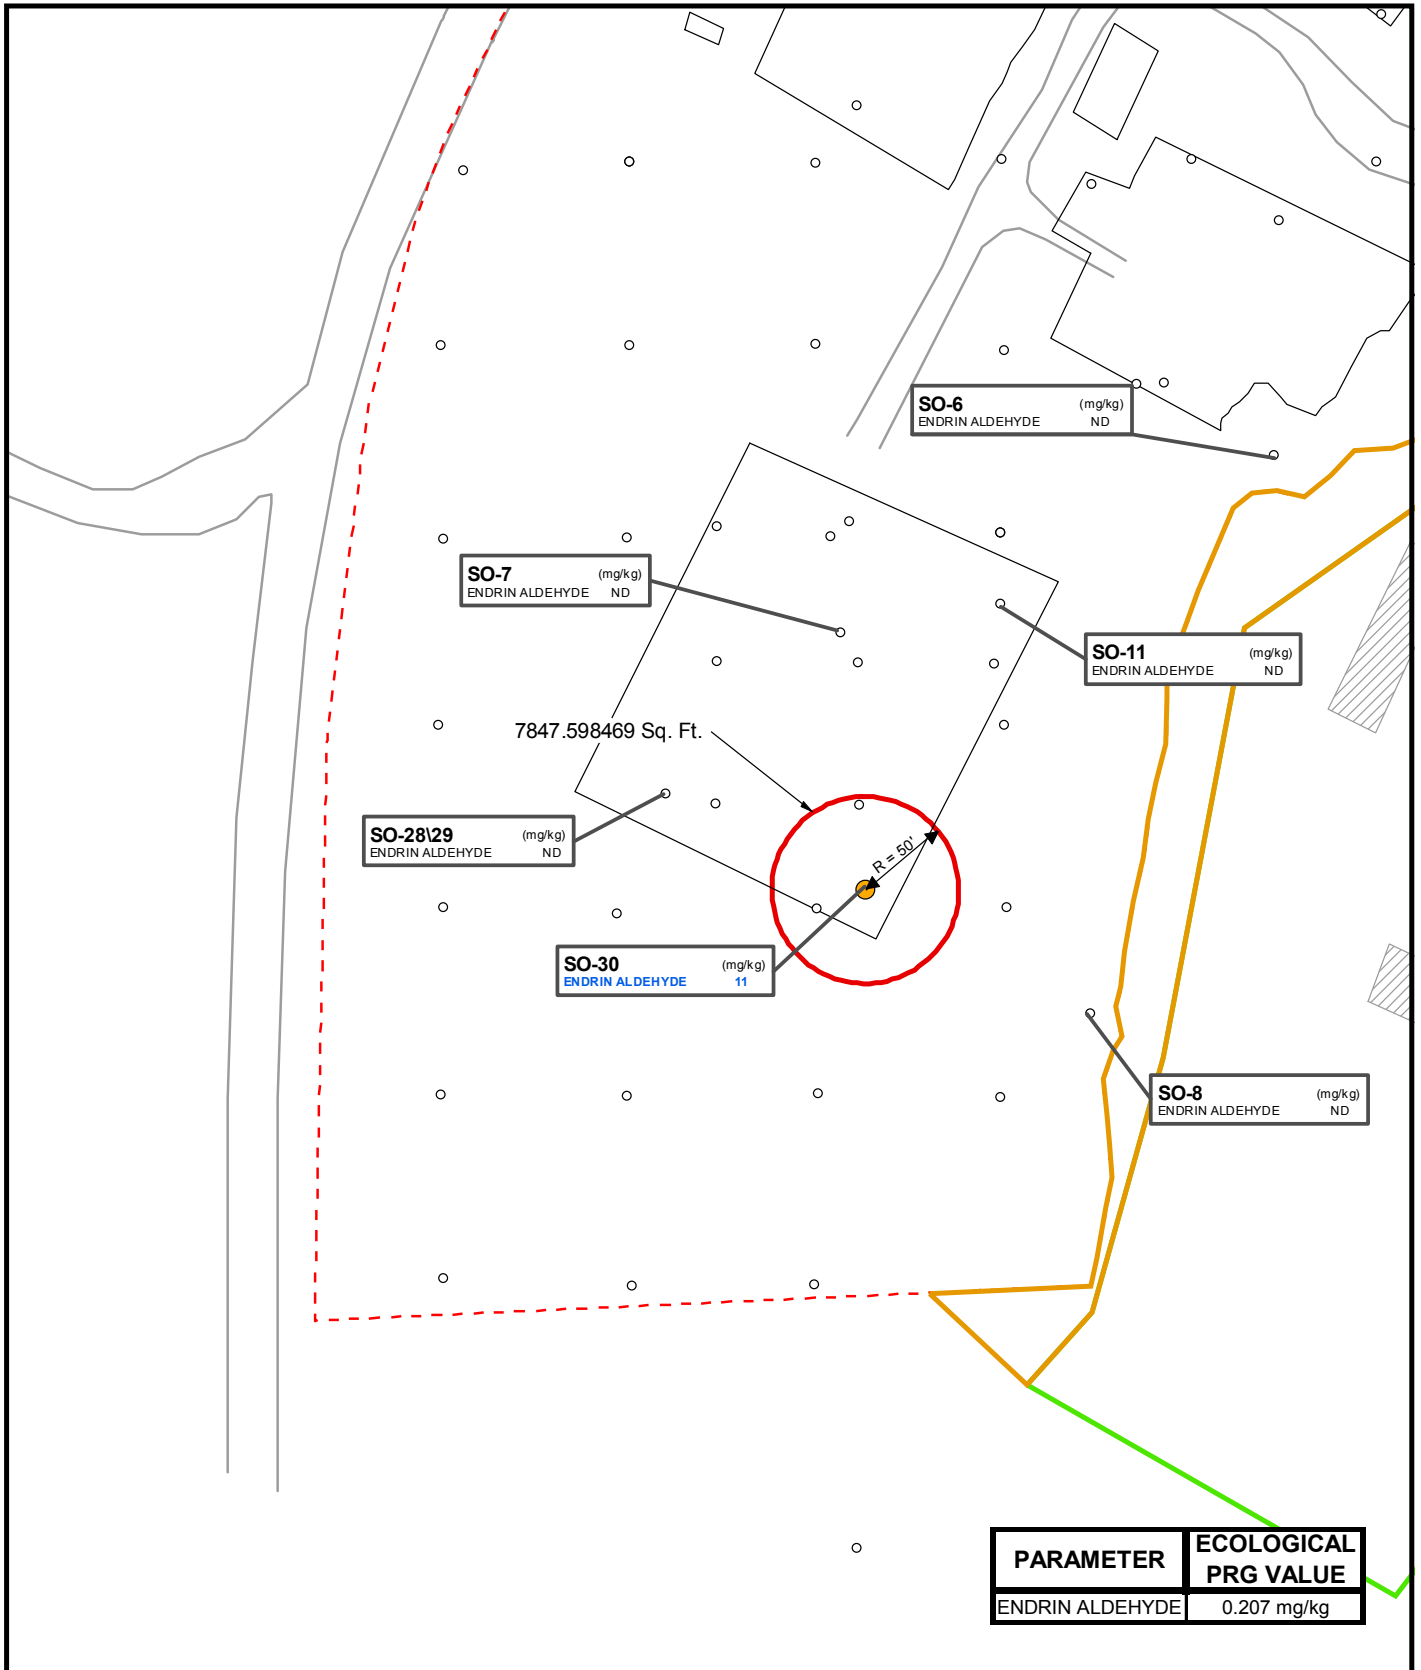 SO-6 (mg/kg)
ENDRIN ALDEHYDE ND
SO-7 (mg/kg)
ENDRIN ALDEHYDE ND
SO-11 (mg/kg)
ENDRIN ALDEHYDE ND
7847.598469 Sq. Ft.
SO-28\29 (mg/kg)
ENDRIN ALDEHYDE ND
R = 50'
SO-30 (mg/kg)
ENDRIN ALDEHYDE 11
SO-8 (mg/kg)
ENDRIN ALDEHYDE ND
PARAMETER ECOLOGICAL
PRG VALUE
ENDRIN ALDEHYDE 0.207 mg/kg